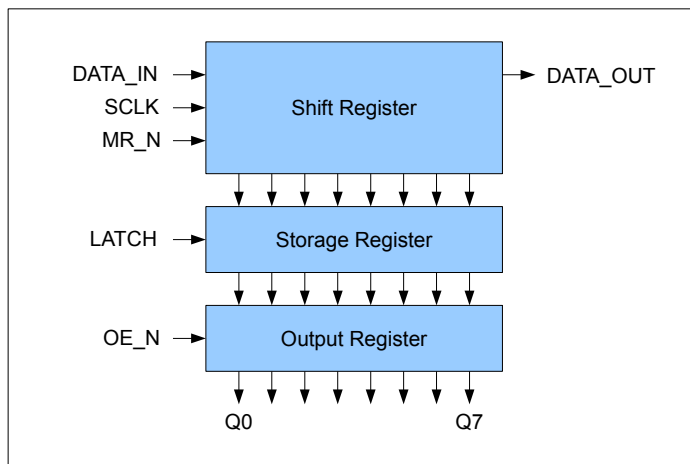 DATA_IN
DATA_OUT
SCLK
Shift Register
MR_N
LATCH
Storage Register
OE_N
Output Register
Q0
Q7